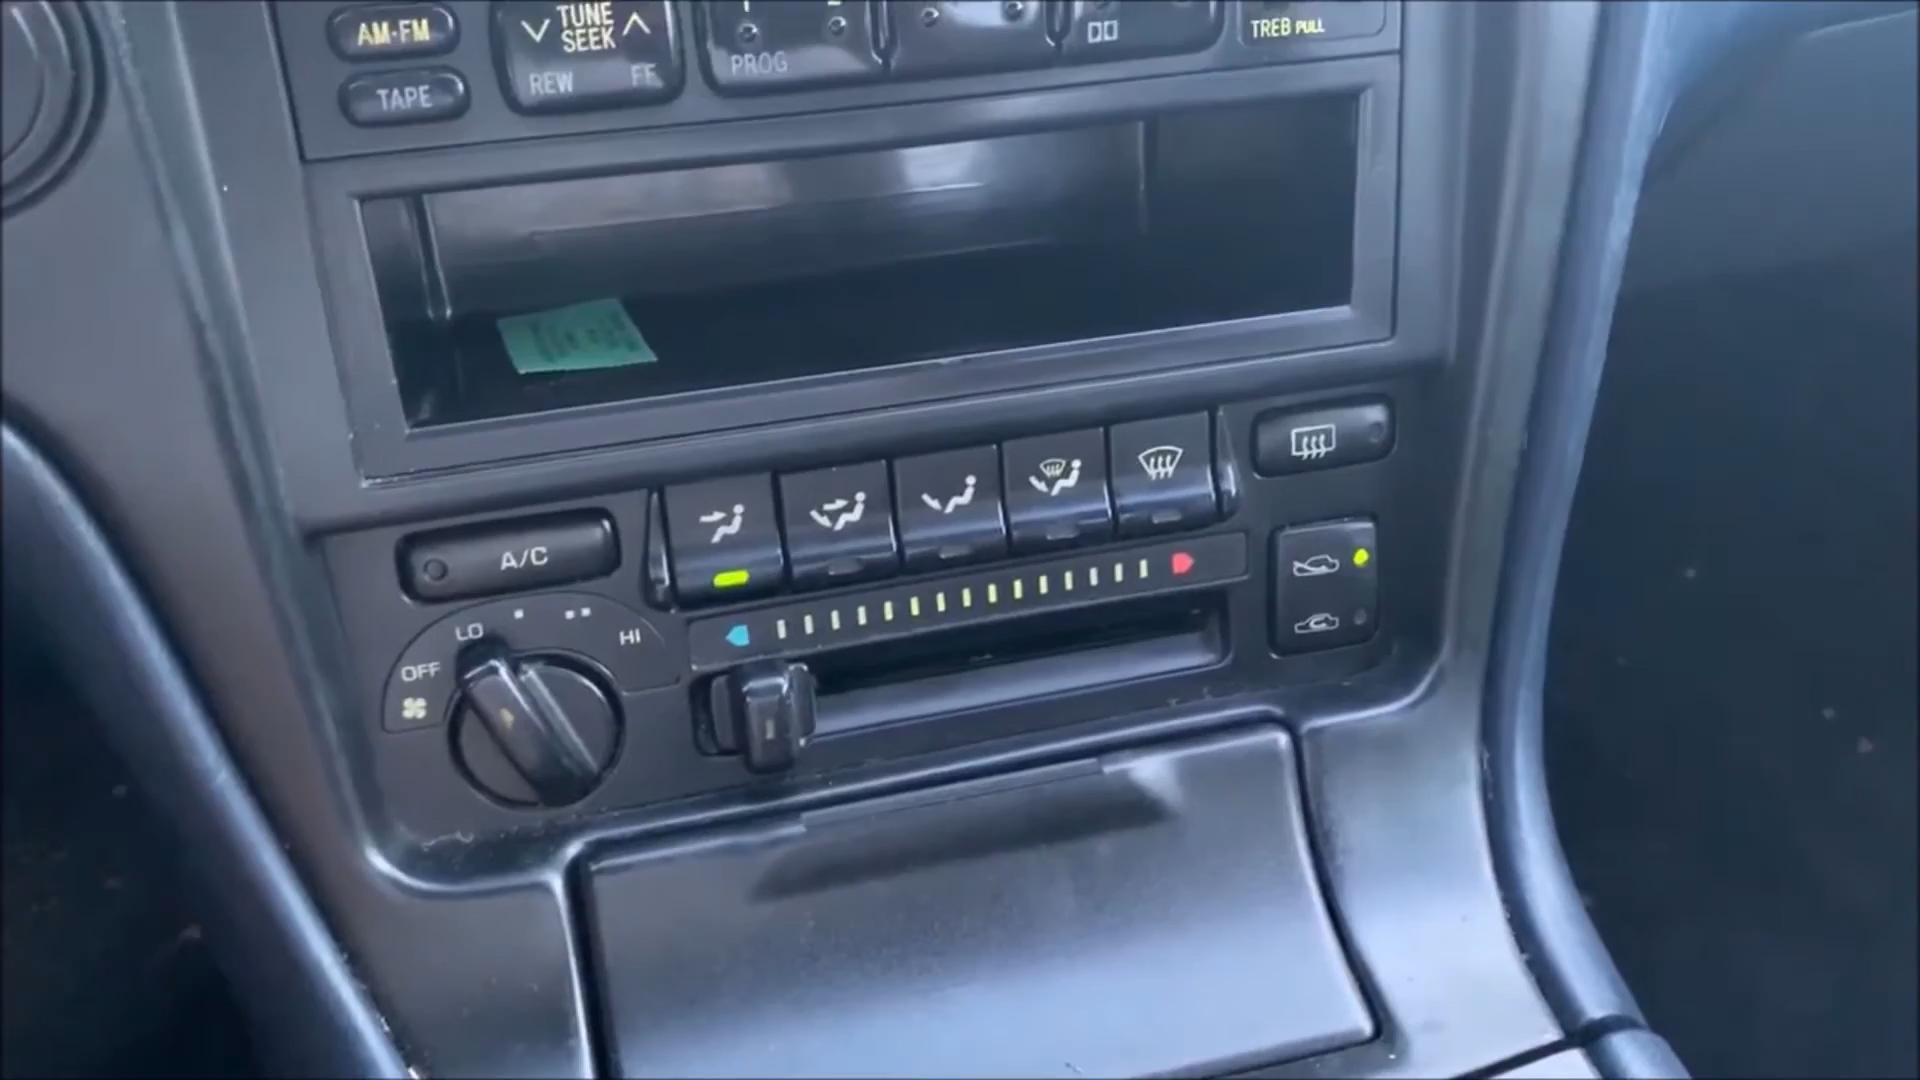 AM·FM
TUNE
SEEK
REW FF
PROG
TREB PULL
TAPE
A/C
OFF LO HI